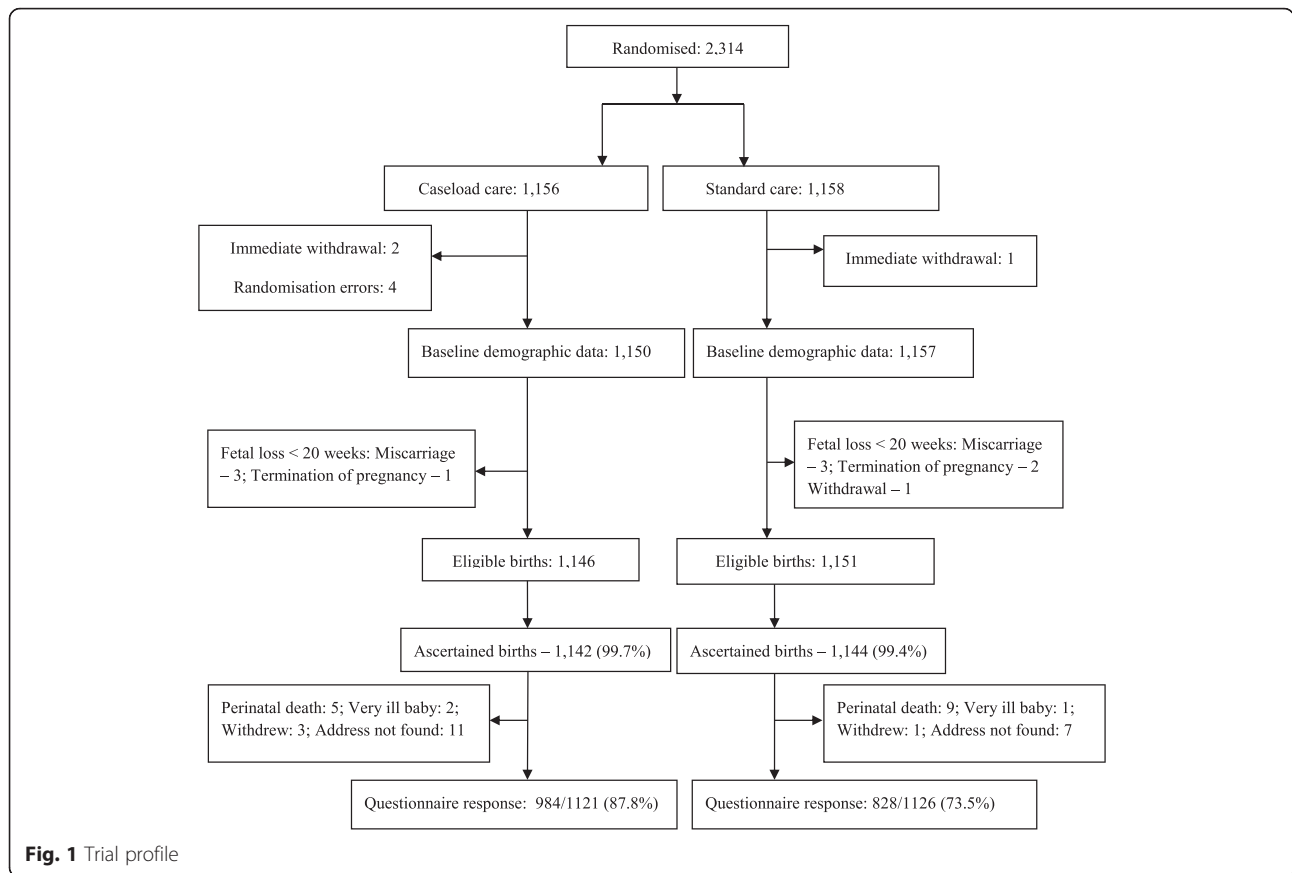 Randomised: 2,314
Caseload care: 1,156
Standard care: 1,158
Immediate withdrawal: 2
Randomisation errors: 4
Immediate withdrawal: 1
Baseline demographic data: 1,150
Baseline demographic data: 1,157
Fetal loss < 20 weeks: Miscarriage
– 3; Termination of pregnancy – 1
Fetal loss < 20 weeks: Miscarriage
– 3; Termination of pregnancy – 2
Withdrawal – 1
Eligible births: 1,146
Eligible births: 1,151
Ascertained births – 1,142 (99.7%)
Ascertained births – 1,144 (99.4%)
Perinatal death: 5; Very ill baby: 2;
Withdrew: 3; Address not found: 11
Perinatal death: 9; Very ill baby: 1;
Withdrew: 1; Address not found: 7
Questionnaire response: 984/1121 (87.8%)
Questionnaire response: 828/1126 (73.5%)
Fig. 1 Trial profile